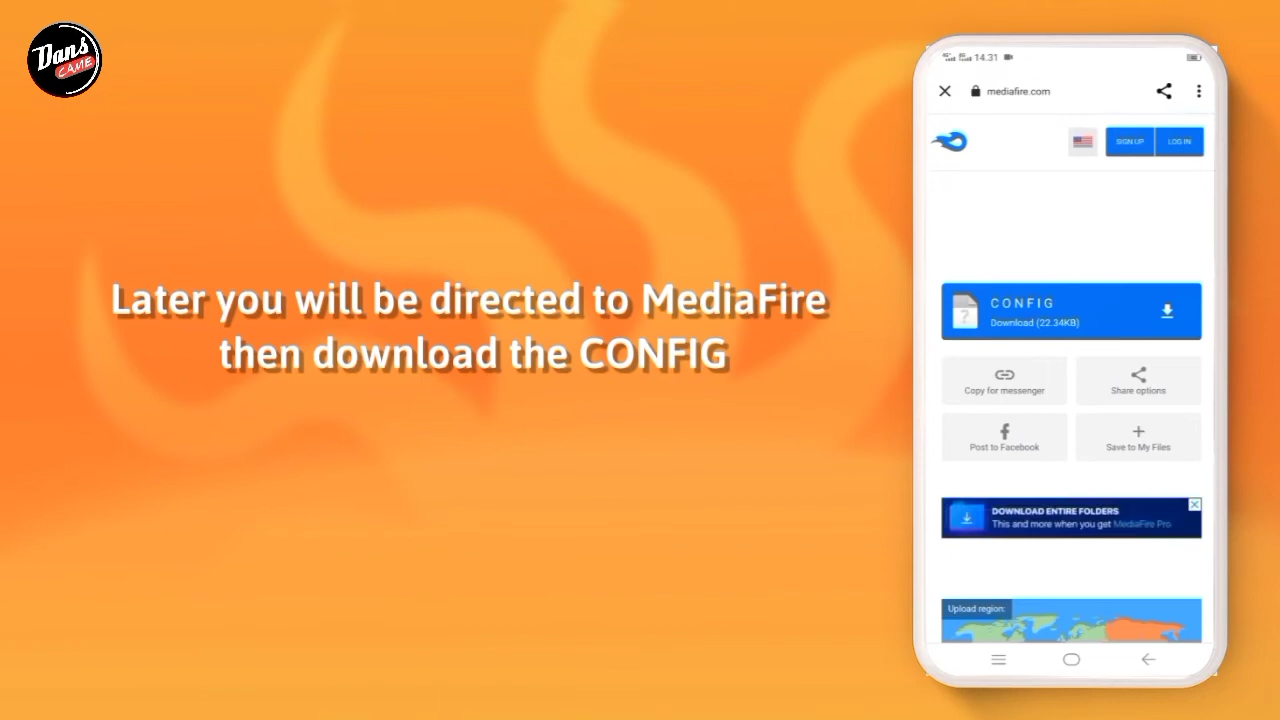 Dans
CAME
Later you will be directed to MediaFire
then download the CONFIG
14.31
mediafire.com
SIGN UP
LOG IN
CONFIG
Download (22.34KB)
Copy for messenger
Share options
Post to Facebook
Save to My Files
DOWNLOAD ENTIRE FOLDERS
This and more when you get MediaFire Pro
Upload region: